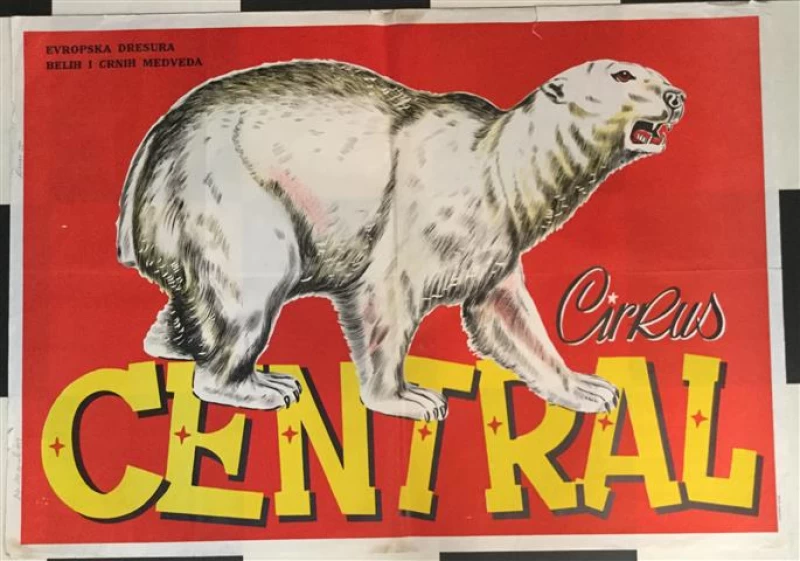 EVROPSKA DRESURA
BELIH I CRNIH MEDVEDA
Cirkus
CENTRAL